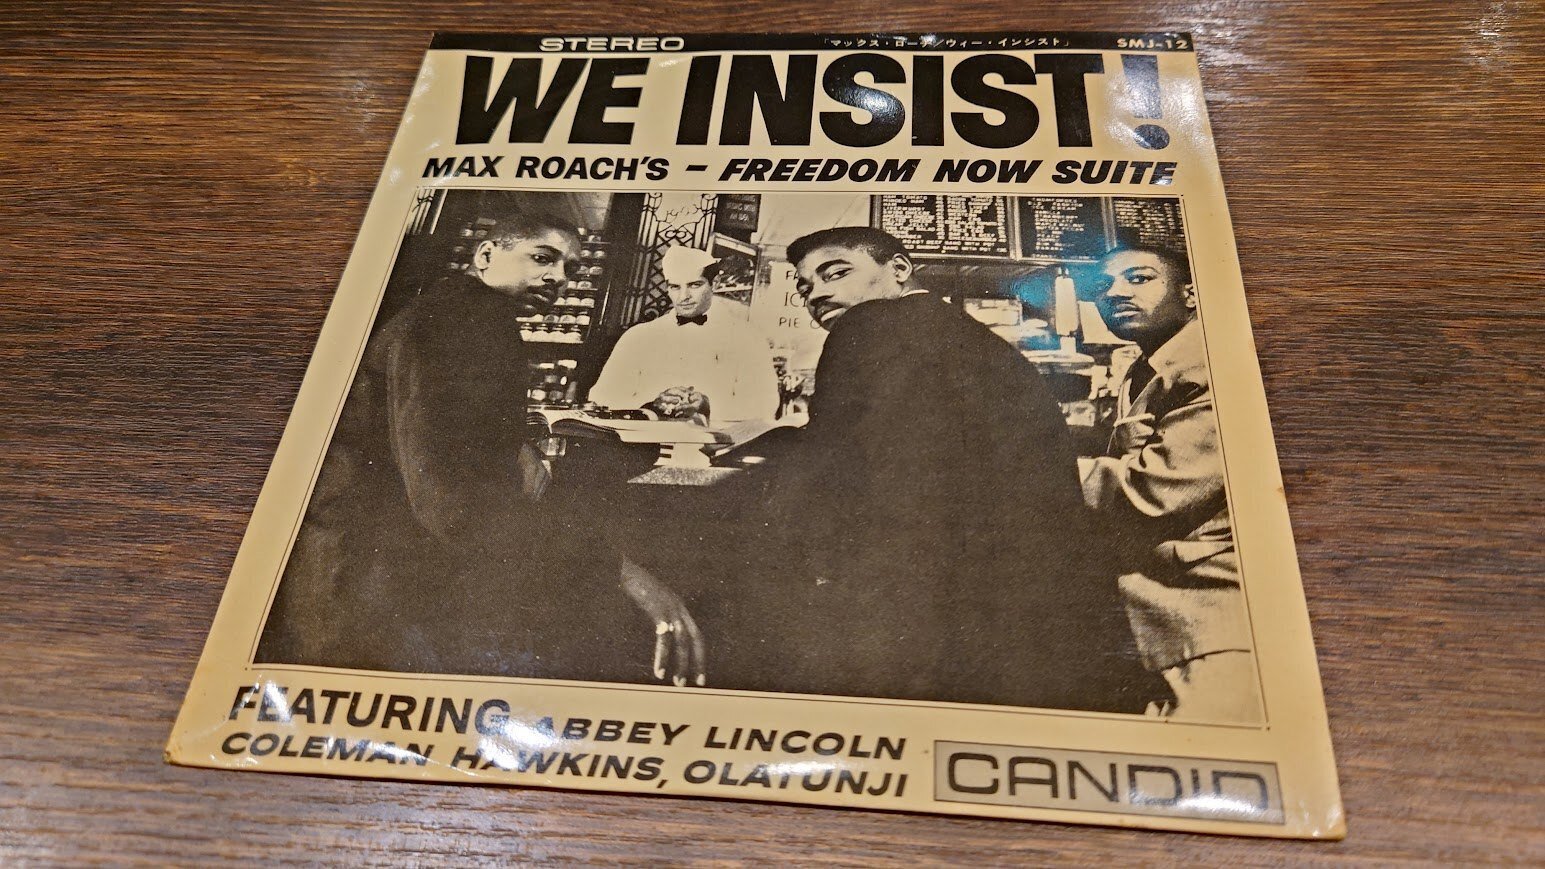 STEREO 「マックス・ローチ/ウィー・インシスト」 SMJ-12
WE INSIST!
MAX ROACH'S - FREEDOM NOW SUITE
PIE
FEATURING ABBEY LINCOLN
COLEMAN HAWKINS, OLATUNJI
CANDID